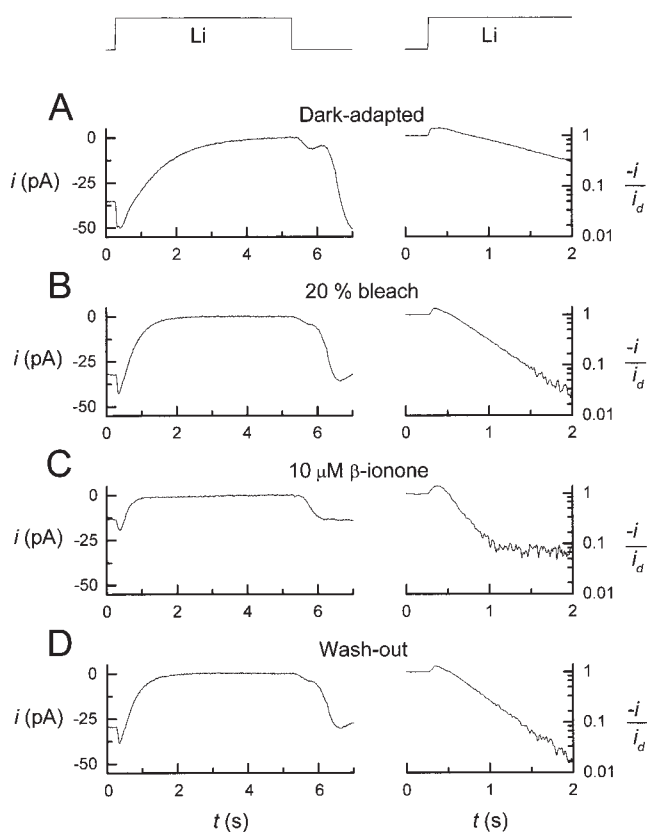 Li Li
A Dark-adapted
0 1
i (pA) -25 0.1 -i/i_d
-50 0.01
0 2 4 6 0 1 2
B 20 % bleach
0 1
i (pA) -25 0.1 -i/i_d
-50 0.01
0 2 4 6 0 1 2
C 10 μM β-ionone
0 1
i (pA) -25 0.1 -i/i_d
-50 0.01
0 2 4 6 0 1 2
D Wash-out
0 1
i (pA) -25 0.1 -i/i_d
-50 0.01
0 2 4 6 0 1 2
t (s) t (s)